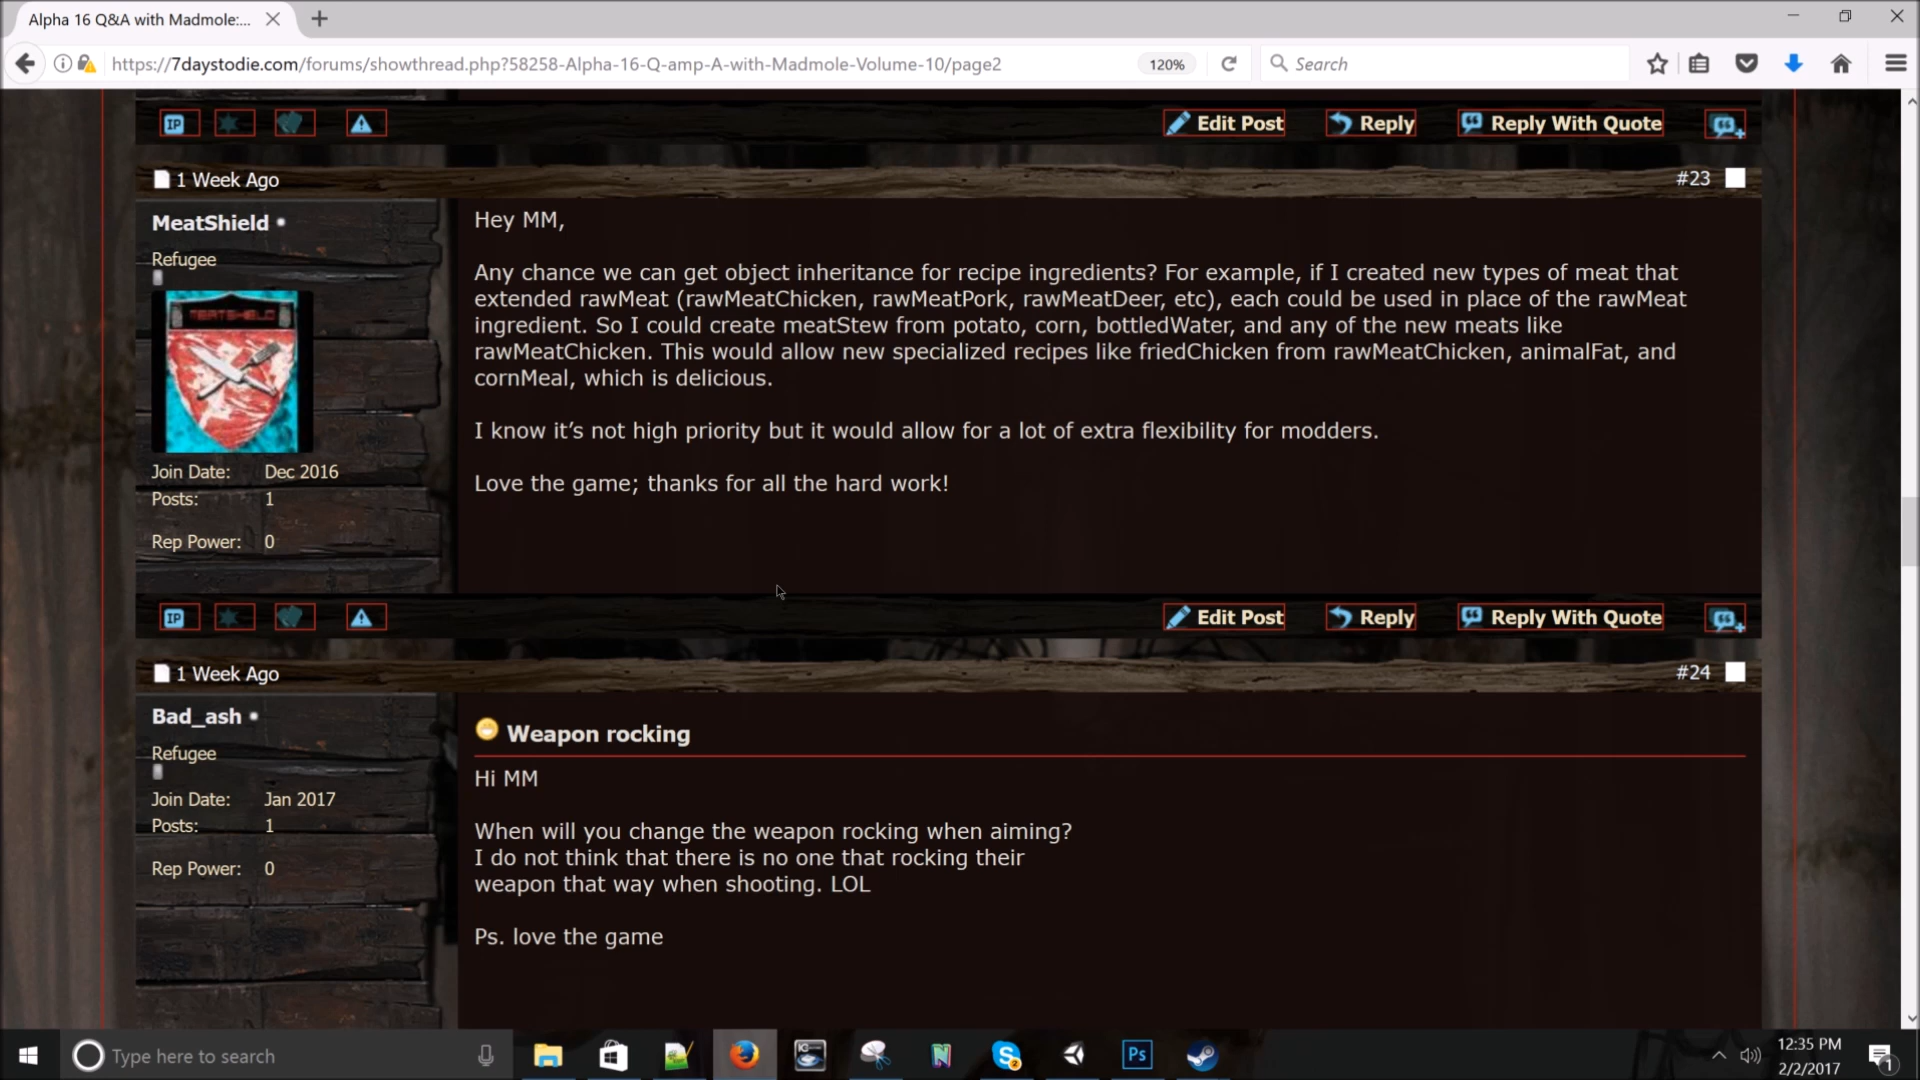 Alpha 16 Q&A with Madmole:...
https://7daystodie.com/forums/showthread.php?58258-Alpha-16-Q-amp-A-with-Madmole-Volume-10/page2
120%
Search
IP
Edit Post
Reply
Reply With Quote
1 Week Ago
#23
MeatShield
Refugee
MEATSHIELD
Join Date: Dec 2016
Posts: 1
Rep Power: 0
Hey MM,
Any chance we can get object inheritance for recipe ingredients? For example, if I created new types of meat that
extended rawMeat (rawMeatChicken, rawMeatPork, rawMeatDeer, etc), each could be used in place of the rawMeat
ingredient. So I could create meatStew from potato, corn, bottledWater, and any of the new meats like
rawMeatChicken. This would allow new specialized recipes like friedChicken from rawMeatChicken, animalFat, and
cornMeal, which is delicious.
I know it’s not high priority but it would allow for a lot of extra flexibility for modders.
Love the game; thanks for all the hard work!
IP
Edit Post
Reply
Reply With Quote
1 Week Ago
#24
Bad_ash
Refugee
Join Date: Jan 2017
Posts: 1
Rep Power: 0
Weapon rocking
Hi MM
When will you change the weapon rocking when aiming?
I do not think that there is no one that rocking their
weapon that way when shooting. LOL
Ps. love the game
Type here to search
N
2
Ps
12:35 PM
2/2/2017
1